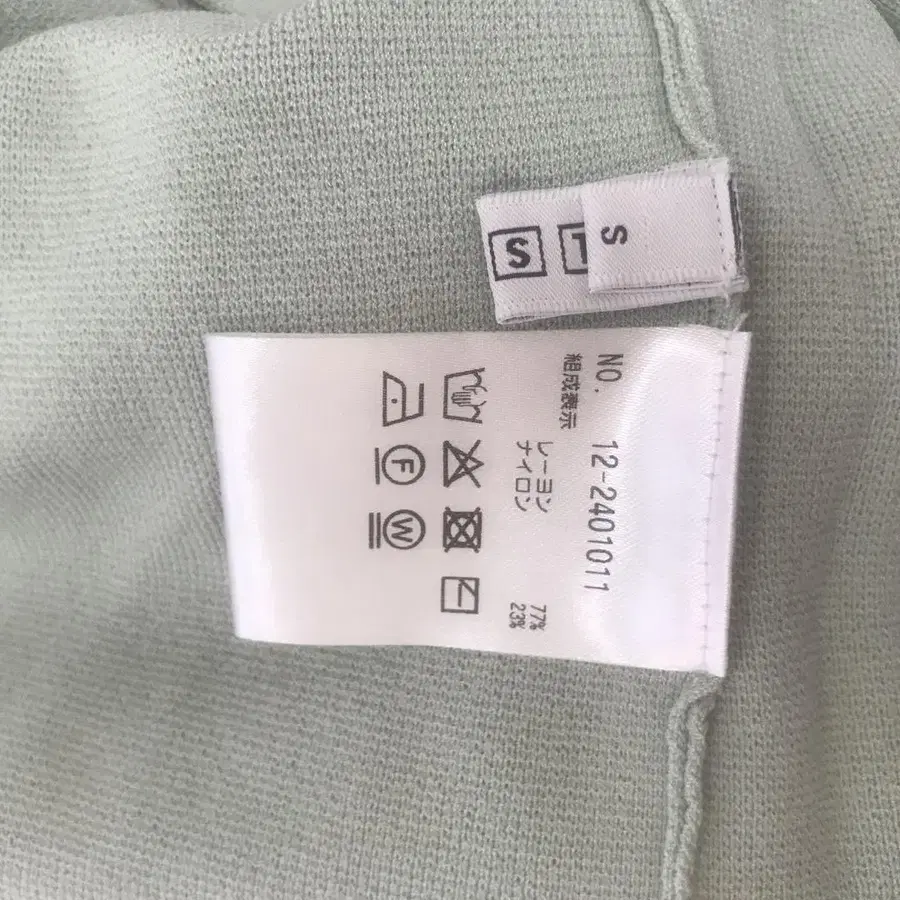 S
S L
NO. 12-2401011
組成表示
レーヨン 77%
ナイロン 23%
F W